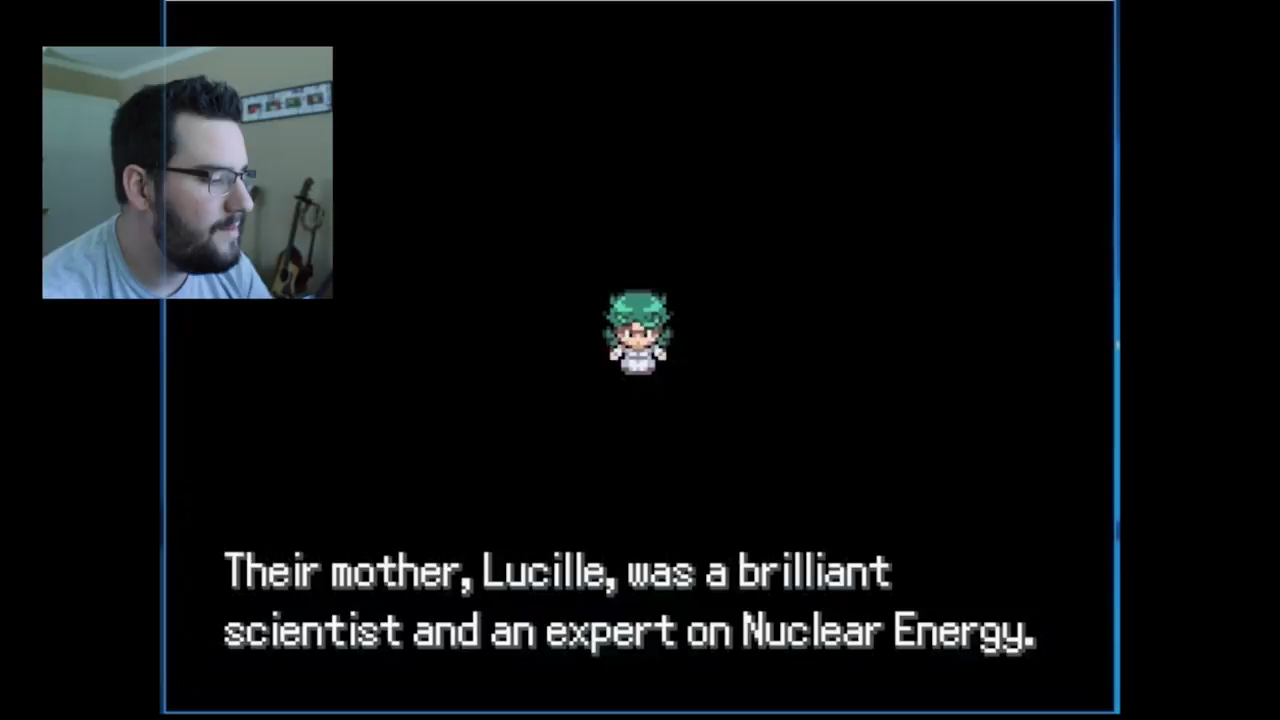 Their mother, Lucille, was a brilliant
scientist and an expert on Nuclear Energy.